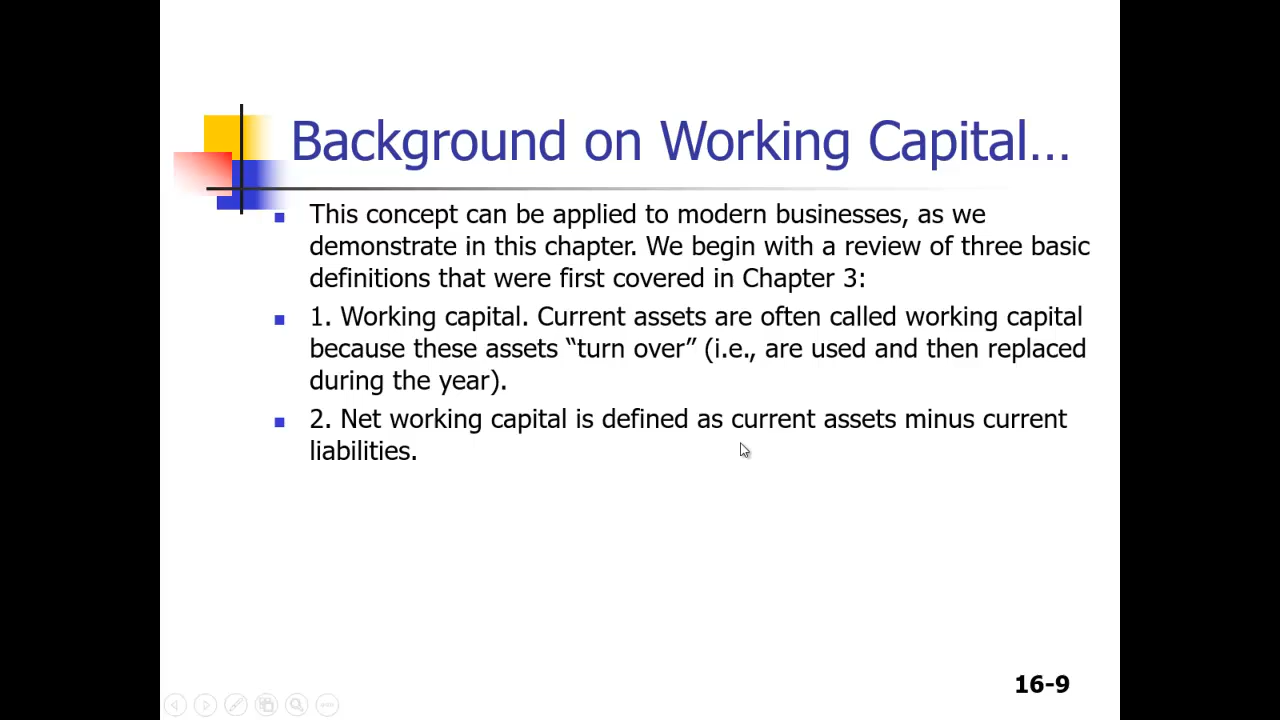 Background on Working Capital...
This concept can be applied to modern businesses, as we
demonstrate in this chapter. We begin with a review of three basic
definitions that were first covered in Chapter 3:
1. Working capital. Current assets are often called working capital
because these assets “turn over” (i.e., are used and then replaced
during the year).
2. Net working capital is defined as current assets minus current
liabilities.
16-9